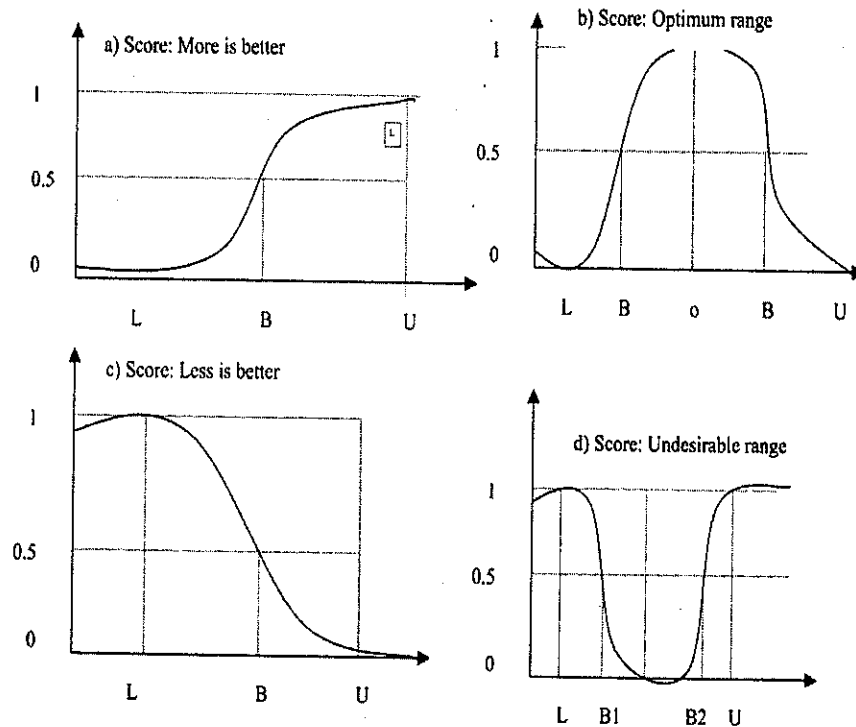 a) Score: More is better
1
L
0.5
0
L B U
b) Score: Optimum range
1
0.5
0
L B o B U
c) Score: Less is better
1
0.5
0
L B U
d) Score: Undesirable range
1
0.5
0
L B1 B2 U